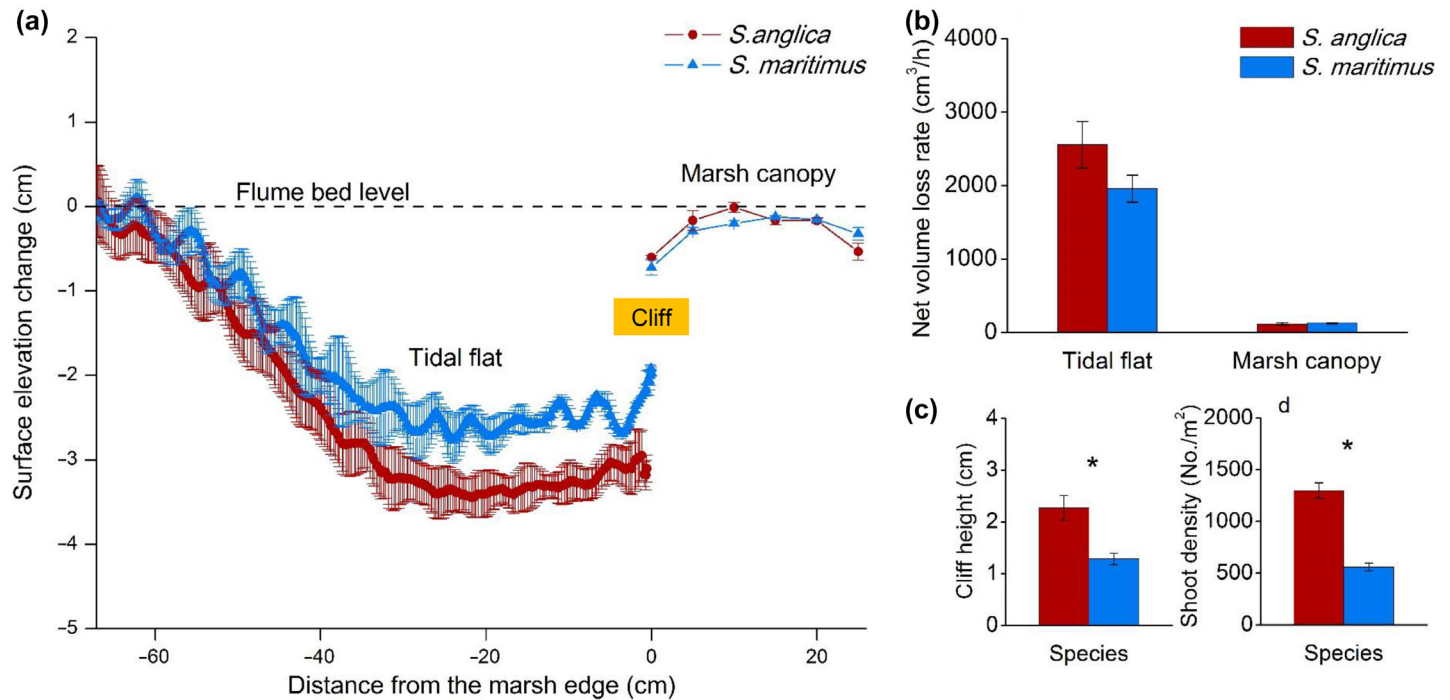 (a)
Surface elevation change (cm)
2
1
0
−1
−2
−3
−4
−5
S.anglica
S. maritimus
Flume bed level
Marsh canopy
Cliff
Tidal flat
−60
−40
−20
0
20
Distance from the marsh edge (cm)
(b)
Net volume loss rate (cm³/h)
4000
3000
2000
1000
0
S. anglica
S. maritimus
Tidal flat
Marsh canopy
(c)
Cliff height (cm)
4
3
2
1
0
*
Species
d
Shoot density (No./m²)
2000
1500
1000
500
0
*
Species